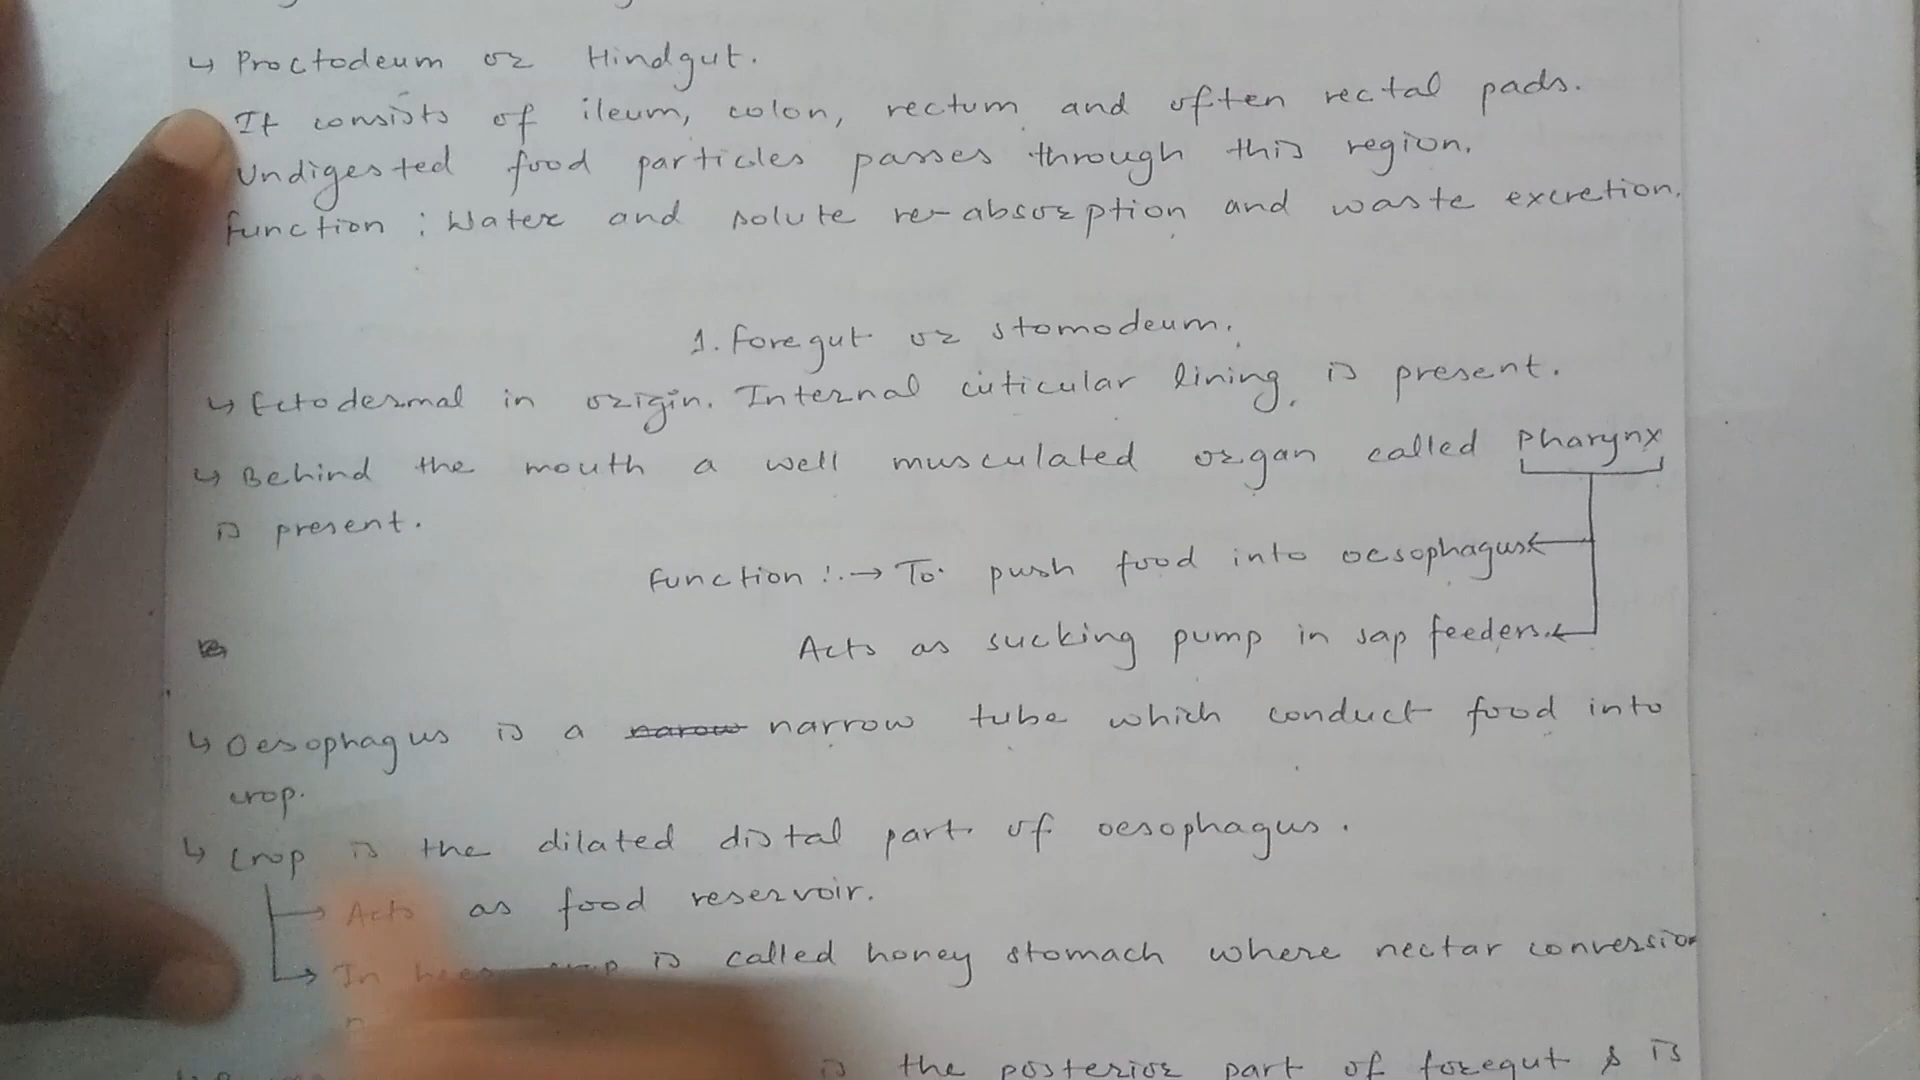 ↳ Proctodeum or Hindgut.
It consists of ileum, colon, rectum and often rectal pads.
Undigested food particles passes through this region.
function : Water and solute re-absorption and waste excretion.
1. foregut or stomodeum.
↳ Ectodermal in origin. Internal cuticular lining is present.
↳ Behind the mouth a well musculated organ called Pharynx
is present.
function :→ To push food into oesophagus←
Acts as sucking pump in sap feeders.←
↳ Oesophagus is a narow narrow tube which conduct food into
crop.
↳ Crop is the dilated distal part of oesophagus.
→ Acts as food reservoir.
→ In bees crop is called honey stomach where nectar conversion
is the posterior part of foregut & is